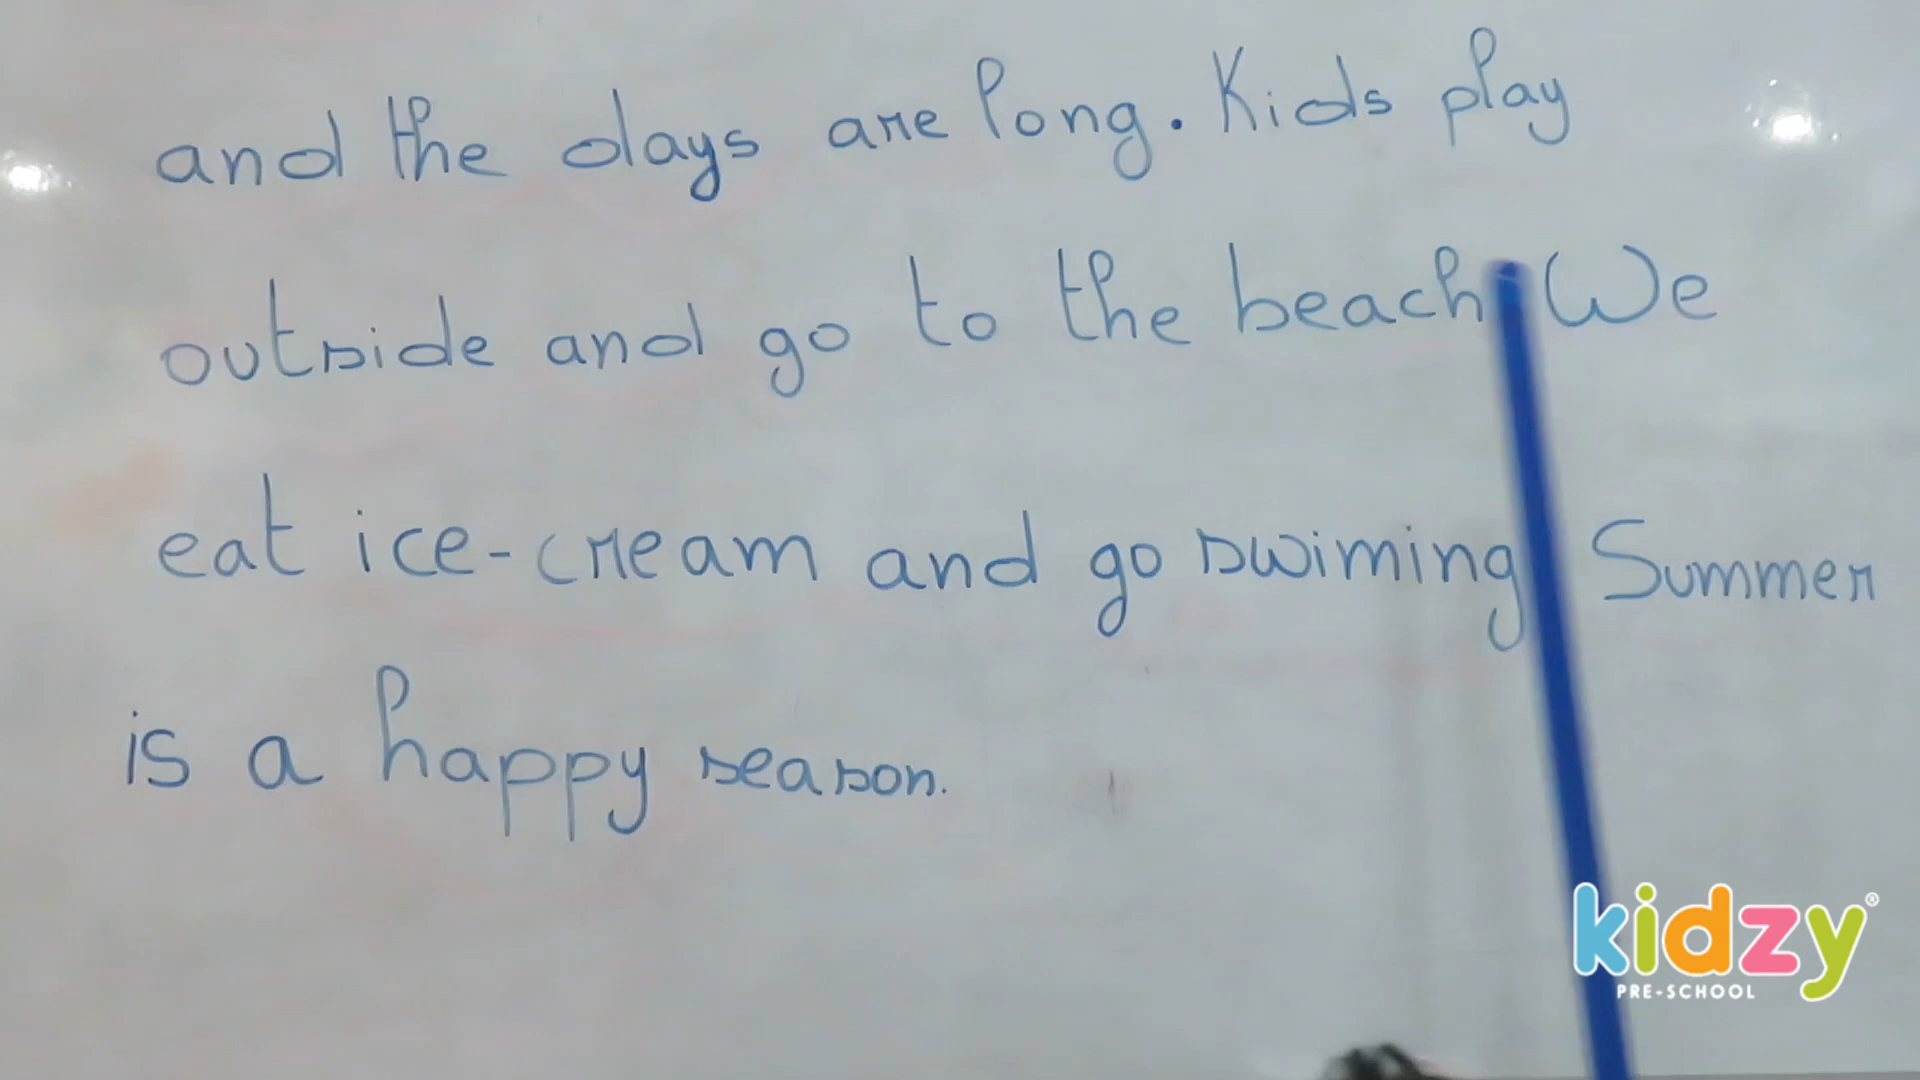 and the days are long. Kids play
outside and go to the beach We
eat ice-cream and go swiming Summer
is a happy season.
kidzy®
PRE-SCHOOL